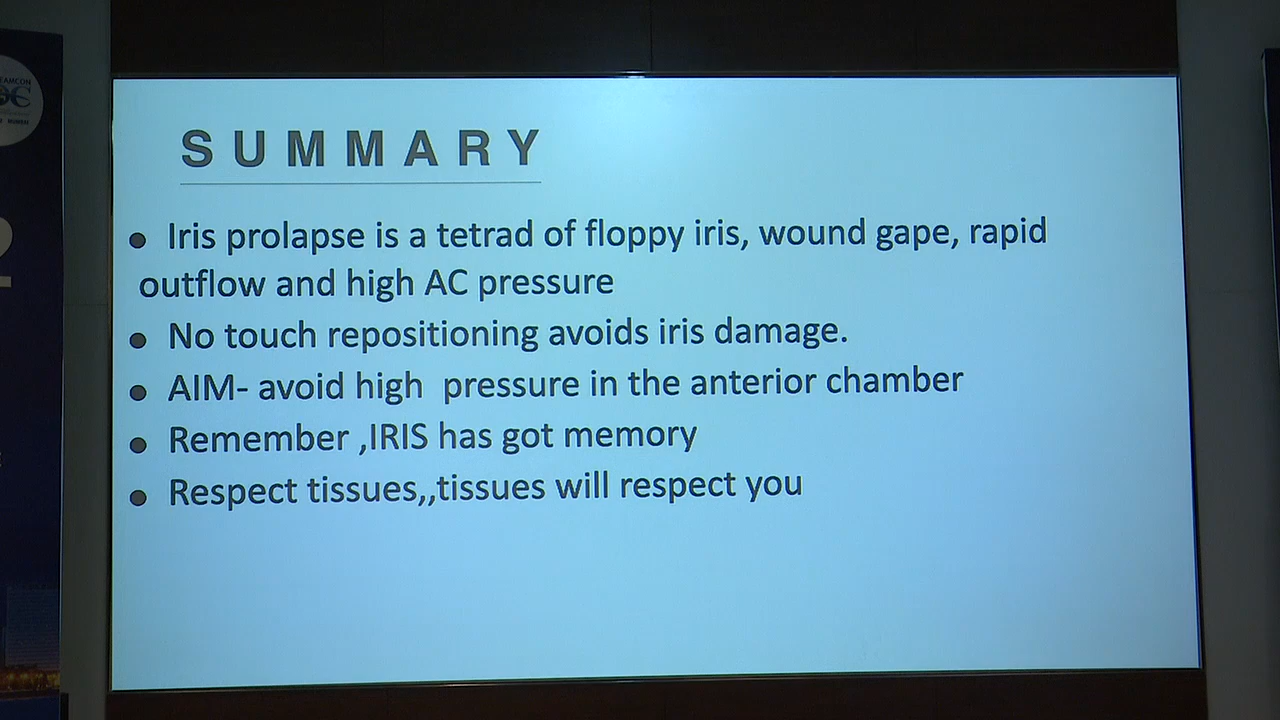 EAMCON
2
SUMMARY
Iris prolapse is a tetrad of floppy iris, wound gape, rapid
outflow and high AC pressure
No touch repositioning avoids iris damage.
AIM- avoid high pressure in the anterior chamber
Remember ,IRIS has got memory
Respect tissues,,tissues will respect you